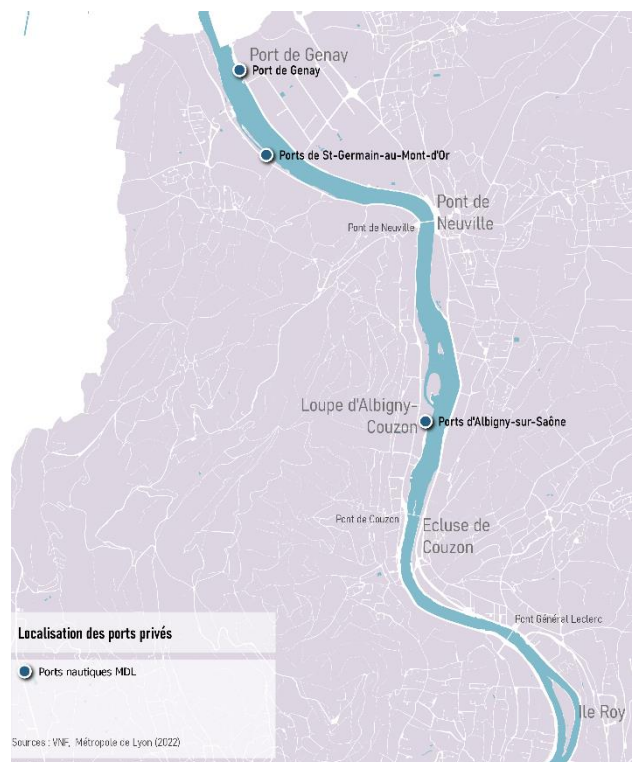 Port de Genay
Port de Genay
Ports de St-Germain-au-Mont-d'Or
Pont de
Neuville
Pont de Neuville
Loupe d'Albigny-
Couzon
Ports d'Albigny-sur-Saône
Pont de Couzon
Ecluse de
Couzon
Pont Général Leclerc
Ile Roy
Localisation des ports privés
Ports nautiques MDL
Sources : VNF, Métropole de Lyon (2022)